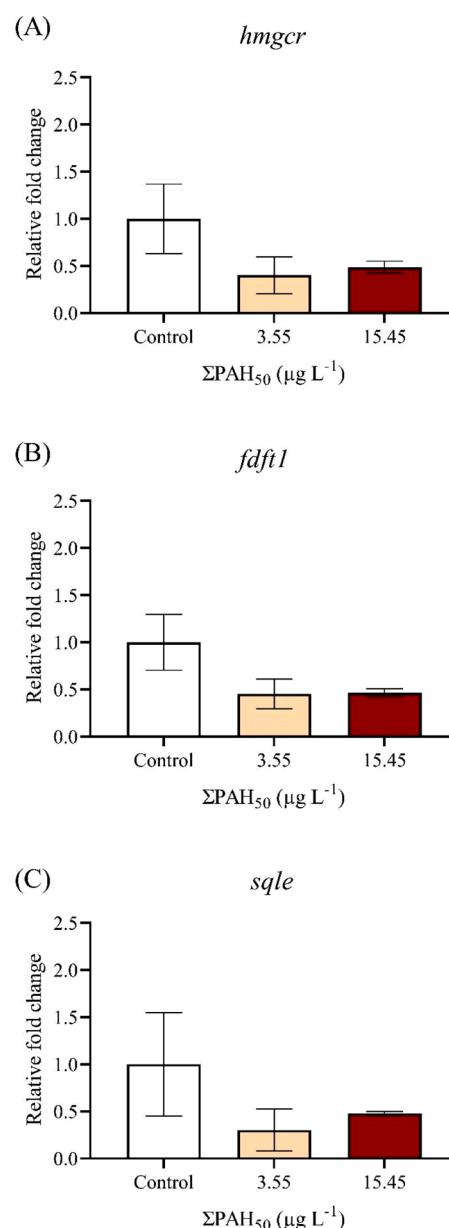 (A)
hmgcr
Relative fold change
2.5
2.0
1.5
1.0
0.5
0.0
Control 3.55 15.45
ΣPAH₅₀ (µg L⁻¹)
(B)
fdft1
Relative fold change
2.5
2.0
1.5
1.0
0.5
0.0
Control 3.55 15.45
ΣPAH₅₀ (µg L⁻¹)
(C)
sqle
Relative fold change
2.5
2.0
1.5
1.0
0.5
0.0
Control 3.55 15.45
ΣPAH₅₀ (µg L⁻¹)